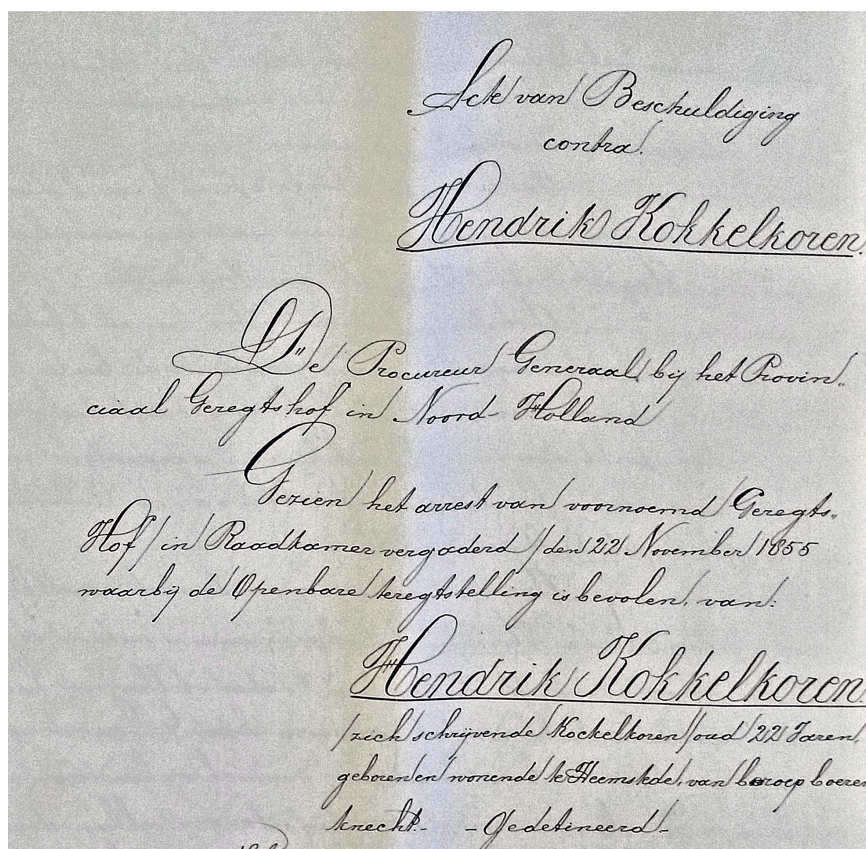 Acte van Beschuldiging
contra.
Hendrik Kokkelkoren.
De Procureur Generaal bij het Provin„
ciaal Geregtshof in Noord-Holland
Gezien het arrest van voornoemd Geregts„
Hof / in Raadkamer vergaderd / den 22 November 1855
waarbij de Openbare teregtstelling is bevolen, van:
Hendrik Kokkelkoren.
/zich schrijvende Kockelkoren/ oud 22 Jaren,
geboren en wonende te Heemstede, van beroep boeren
knecht. - Gedetineerd -